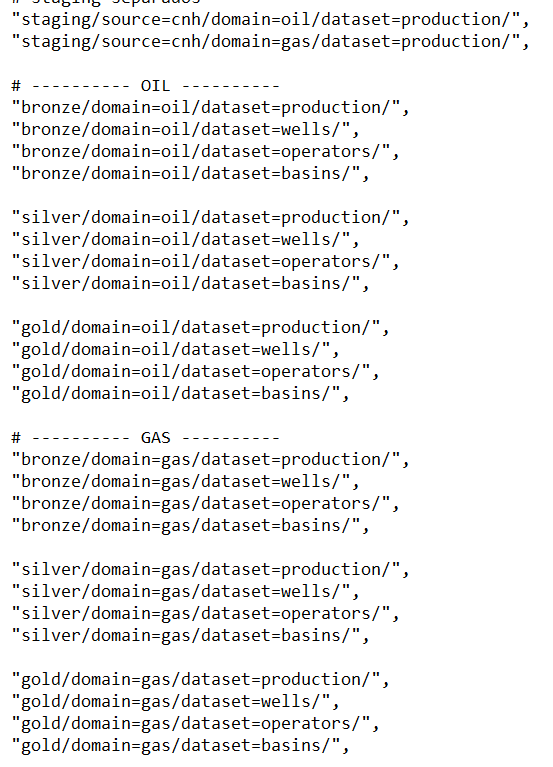 # staging separados
"staging/source=cnh/domain=oil/dataset=production/",
"staging/source=cnh/domain=gas/dataset=production/",
# ---------- OIL ----------
"bronze/domain=oil/dataset=production/",
"bronze/domain=oil/dataset=wells/",
"bronze/domain=oil/dataset=operators/",
"bronze/domain=oil/dataset=basins/",
"silver/domain=oil/dataset=production/",
"silver/domain=oil/dataset=wells/",
"silver/domain=oil/dataset=operators/",
"silver/domain=oil/dataset=basins/",
"gold/domain=oil/dataset=production/",
"gold/domain=oil/dataset=wells/",
"gold/domain=oil/dataset=operators/",
"gold/domain=oil/dataset=basins/",
# ---------- GAS ----------
"bronze/domain=gas/dataset=production/",
"bronze/domain=gas/dataset=wells/",
"bronze/domain=gas/dataset=operators/",
"bronze/domain=gas/dataset=basins/",
"silver/domain=gas/dataset=production/",
"silver/domain=gas/dataset=wells/",
"silver/domain=gas/dataset=operators/",
"silver/domain=gas/dataset=basins/",
"gold/domain=gas/dataset=production/",
"gold/domain=gas/dataset=wells/",
"gold/domain=gas/dataset=operators/",
"gold/domain=gas/dataset=basins/",